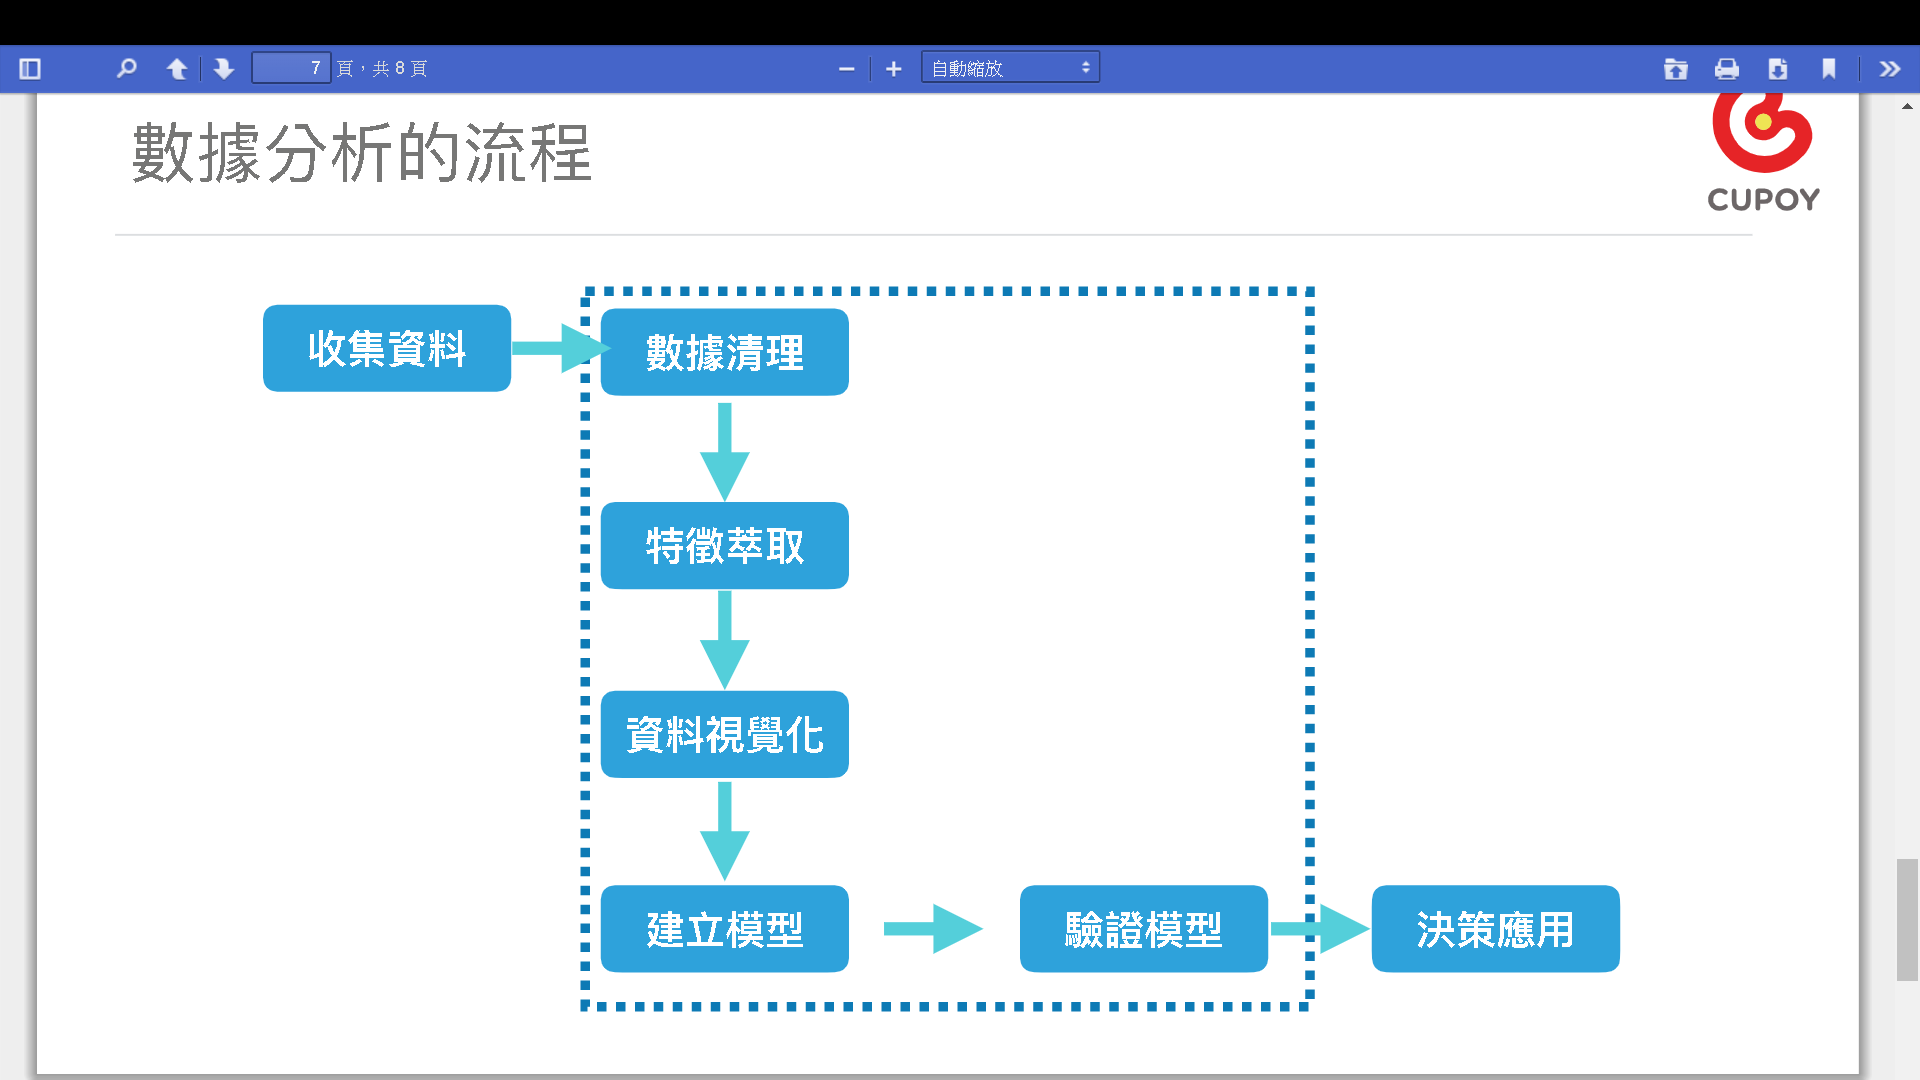 7 頁，共 8 頁
自動縮放
數據分析的流程
CUPOY
收集資料
數據清理
特徵萃取
資料視覺化
建立模型
驗證模型
決策應用